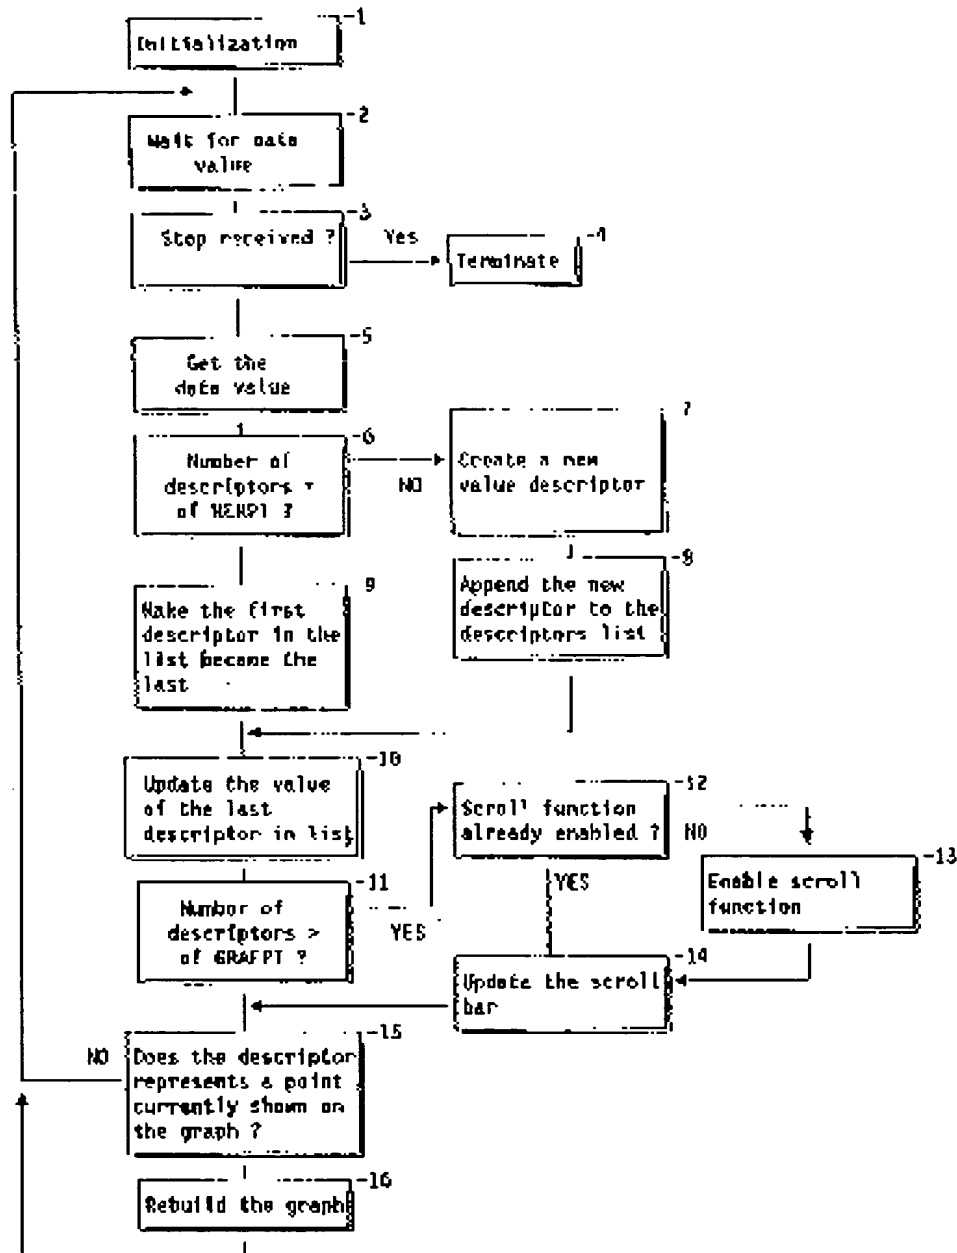 -1
Initialization
-2
Wait for data
value
-3
Stop received ?
Yes
-4
Terminate
-5
Get the
data value
-6
Number of
descriptors
of ?
NO
-7
Create a new
value descriptor
-8
Append the new
descriptor to the
descriptors list
-9
Make the first
descriptor in the
list become the
last
-10
Update the value
of the last
descriptor in list
-11
Number of
descriptors >
of GRAFPT ?
YES
-12
Scroll function
already enabled ?
NO
YES
-13
Enable scroll
function
-14
Update the scroll
bar
-15
NO
Does the descriptor
represents a point
currently shown on
the graph ?
-16
Rebuild the graph